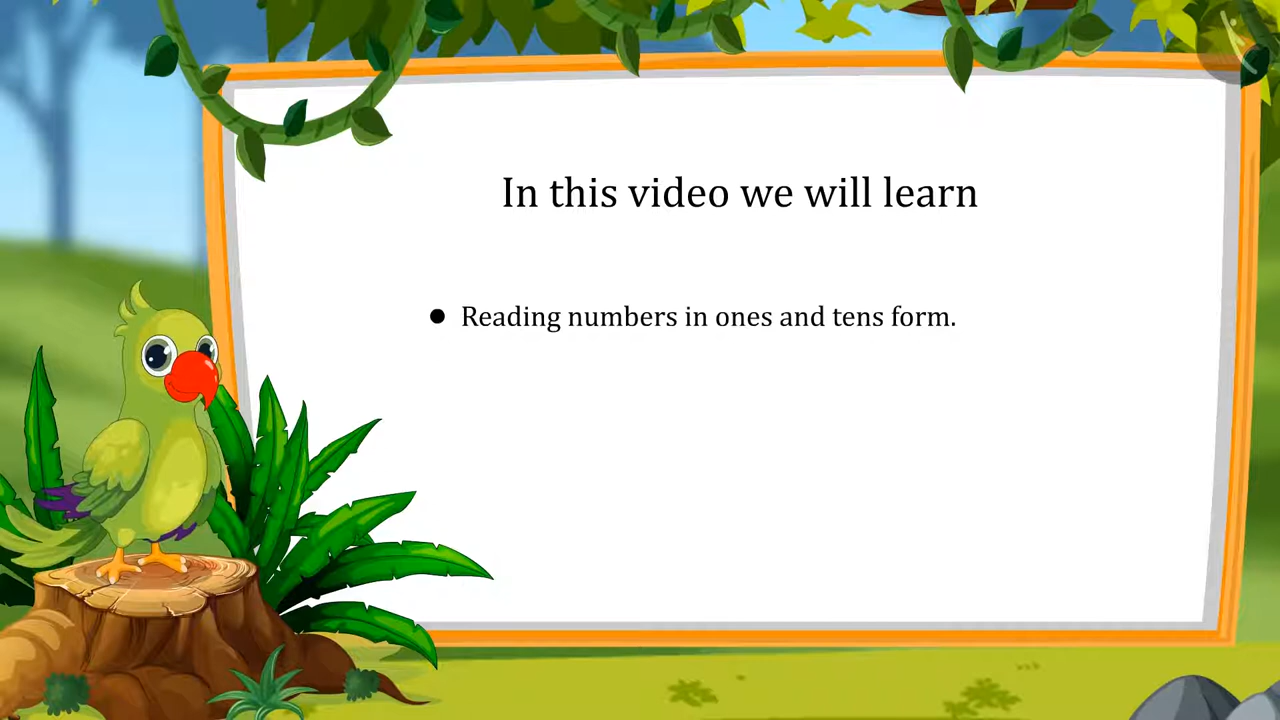 In this video we will learn
● Reading numbers in ones and tens form.